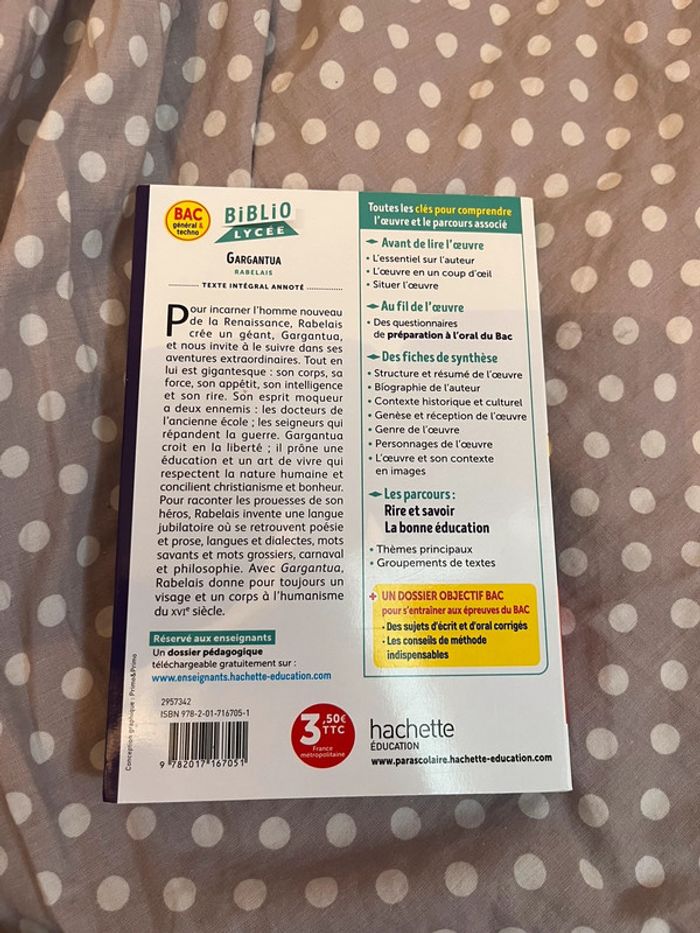 BAC
général &
techno
BiBLiO
LYCÉE
GARGANTUA
RABELAIS
TEXTE INTÉGRAL ANNOTÉ
Pour incarner l'homme nouveau
de la Renaissance, Rabelais
crée un géant, Gargantua,
et nous invite à le suivre dans ses
aventures extraordinaires. Tout en
lui est gigantesque : son corps, sa
force, son appétit, son intelligence
et son rire. Son esprit moqueur
a deux ennemis : les docteurs de
l'ancienne école ; les seigneurs qui
répandent la guerre. Gargantua
croit en la liberté ; il prône une
éducation et un art de vivre qui
respectent la nature humaine et
concilient christianisme et bonheur.
Pour raconter les prouesses de son
héros, Rabelais invente une langue
jubilatoire où se retrouvent poésie
et prose, langues et dialectes, mots
savants et mots grossiers, carnaval
et philosophie. Avec Gargantua,
Rabelais donne pour toujours un
visage et un corps à l'humanisme
du XVIe siècle.
Réservé aux enseignants
Un dossier pédagogique
téléchargeable gratuitement sur :
www.enseignants.hachette-education.com
Conception graphique : Primo&Primo
2957342
ISBN 978-2-01-716705-1
9 782017 167051
3,50€
TTC
France
métropolitaine
Toutes les clés pour comprendre
l'œuvre et le parcours associé
Avant de lire l'œuvre
• L'essentiel sur l'auteur
• L'œuvre en un coup d'œil
• Situer l'œuvre
Au fil de l'œuvre
• Des questionnaires
de préparation à l'oral du Bac
Des fiches de synthèse
• Structure et résumé de l'œuvre
• Biographie de l'auteur
• Contexte historique et culturel
• Genèse et réception de l'œuvre
• Genre de l'œuvre
• Personnages de l'œuvre
• L'œuvre et son contexte
en images
Les parcours :
Rire et savoir
La bonne éducation
• Thèmes principaux
• Groupements de textes
+ UN DOSSIER OBJECTIF BAC
pour s'entraîner aux épreuves du BAC
• Des sujets d'écrit et d'oral corrigés
• Les conseils de méthode
indispensables
hachette
ÉDUCATION
www.parascolaire.hachette-education.com